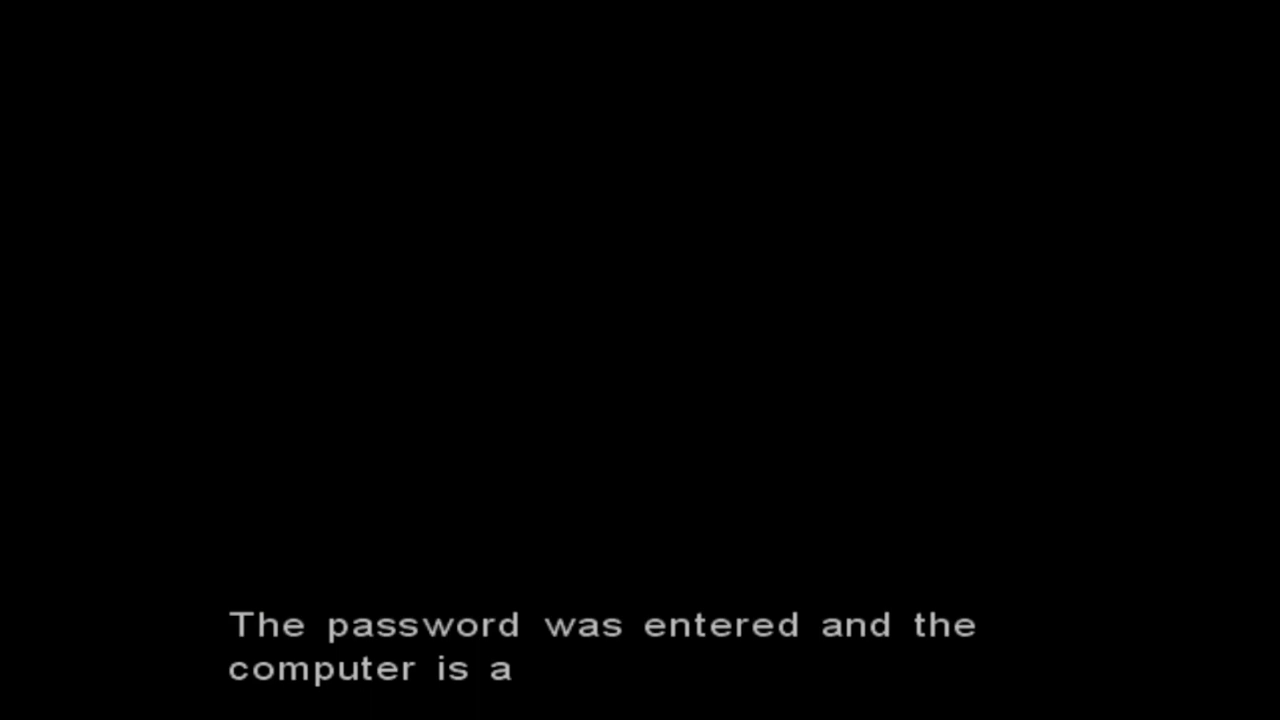 The password was entered and the
computer is a